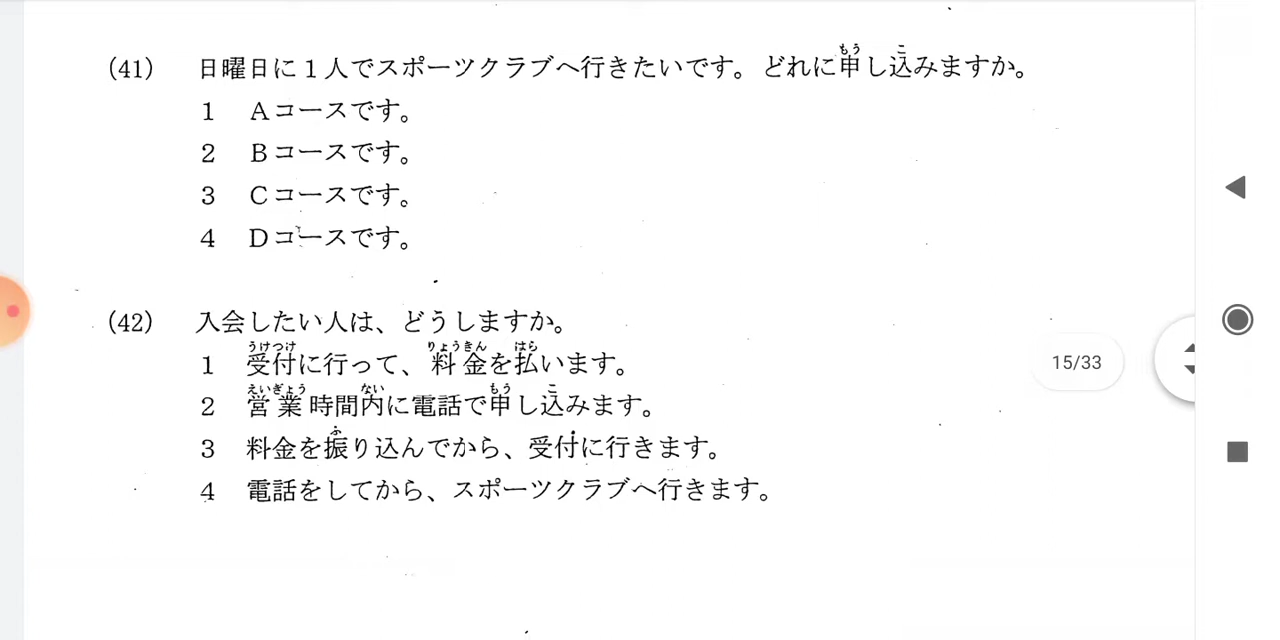 (41) 日曜日に1人でスポーツクラブへ行きたいです。どれに申し込みますか。
1 Aコースです。
2 Bコースです。
3 Cコースです。
4 Dコースです。
(42) 入会したい人は、どうしますか。
1 受付に行って、料金を払います。
2 営業時間内に電話で申し込みます。
3 料金を振り込んでから、受付に行きます。
4 電話をしてから、スポーツクラブへ行きます。
15/33